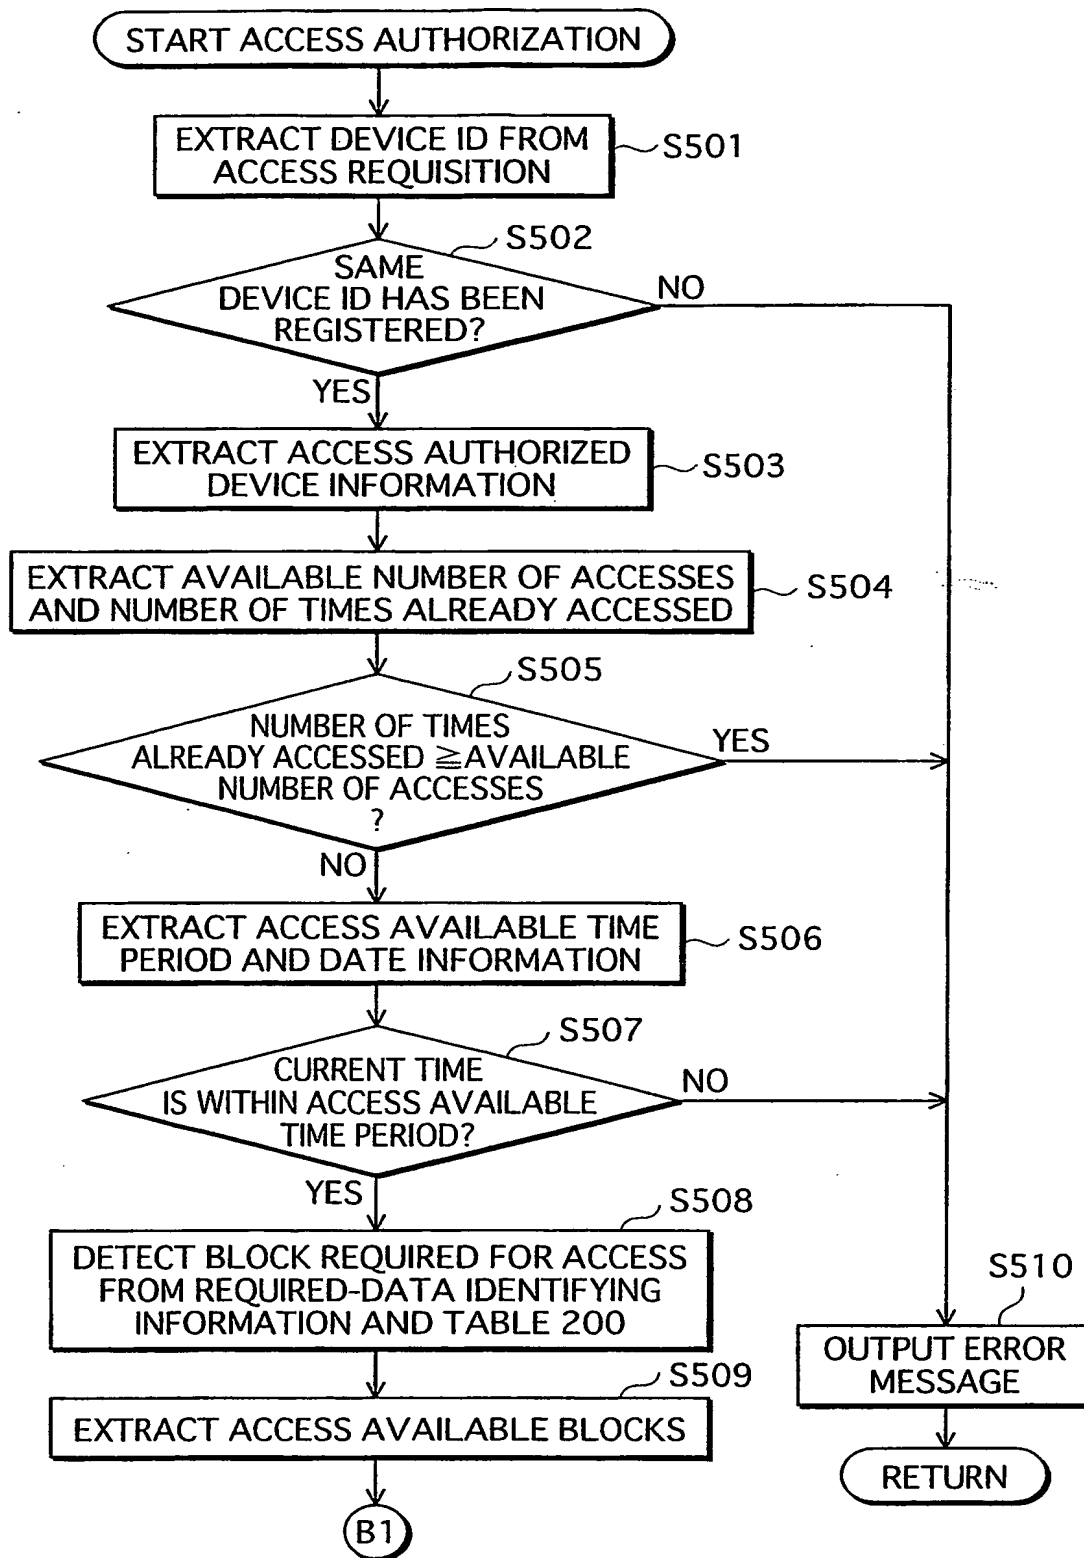 START ACCESS AUTHORIZATION
EXTRACT DEVICE ID FROM
ACCESS REQUISITION
S501
S502
SAME
DEVICE ID HAS BEEN
REGISTERED?
NO
YES
EXTRACT ACCESS AUTHORIZED
DEVICE INFORMATION
S503
EXTRACT AVAILABLE NUMBER OF ACCESSES
AND NUMBER OF TIMES ALREADY ACCESSED
S504
S505
NUMBER OF TIMES
ALREADY ACCESSED ≧AVAILABLE
NUMBER OF ACCESSES
?
YES
NO
EXTRACT ACCESS AVAILABLE TIME
PERIOD AND DATE INFORMATION
S506
S507
CURRENT TIME
IS WITHIN ACCESS AVAILABLE
TIME PERIOD?
NO
YES
S508
DETECT BLOCK REQUIRED FOR ACCESS
FROM REQUIRED-DATA IDENTIFYING
INFORMATION AND TABLE 200
S509
EXTRACT ACCESS AVAILABLE BLOCKS
B1
S510
OUTPUT ERROR
MESSAGE
RETURN